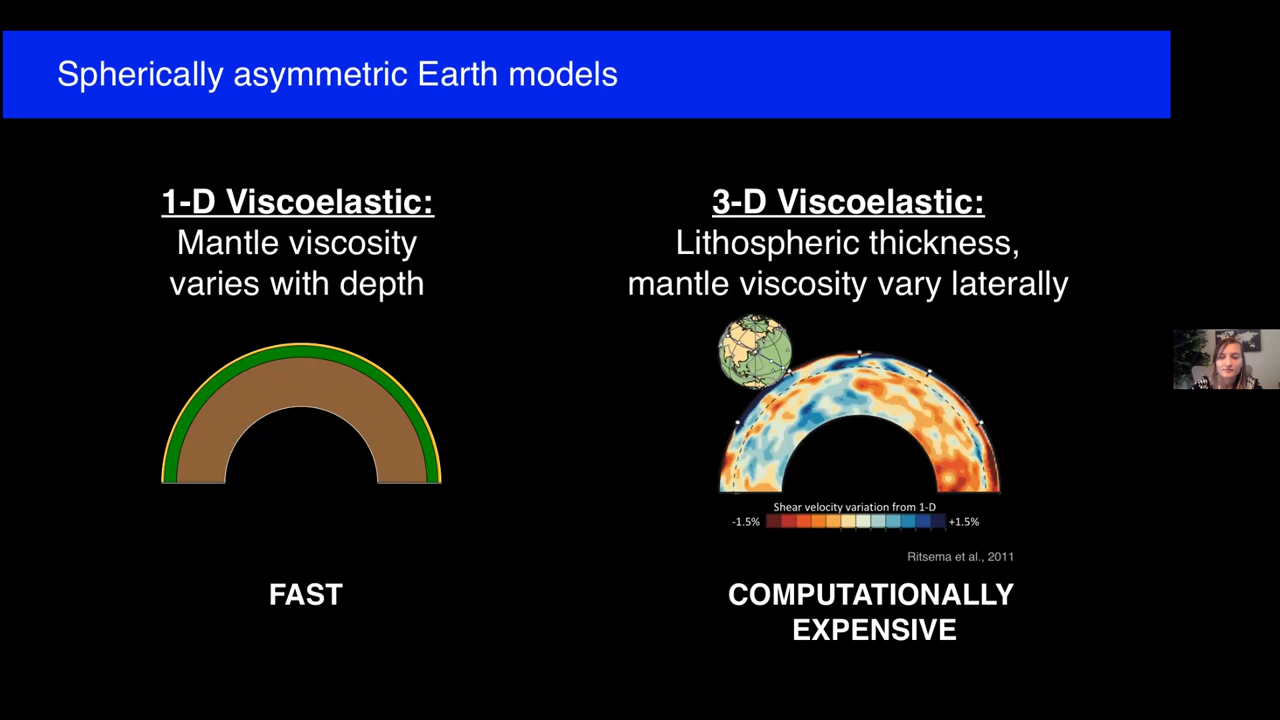 Spherically asymmetric Earth models
1-D Viscoelastic:
Mantle viscosity
varies with depth
3-D Viscoelastic:
Lithospheric thickness,
mantle viscosity vary laterally
Shear velocity variation from 1-D
-1.5%
+1.5%
Ritsema et al., 2011
FAST
COMPUTATIONALLY
EXPENSIVE